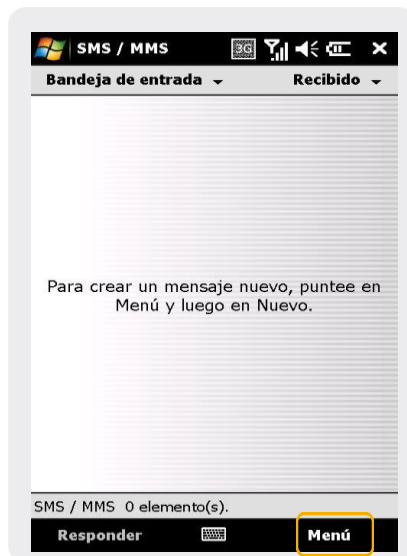 SMS / MMS 3G
Bandeja de entrada Recibido
Para crear un mensaje nuevo, puntee en
Menú y luego en Nuevo.
SMS / MMS 0 elemento(s).
Responder Menú